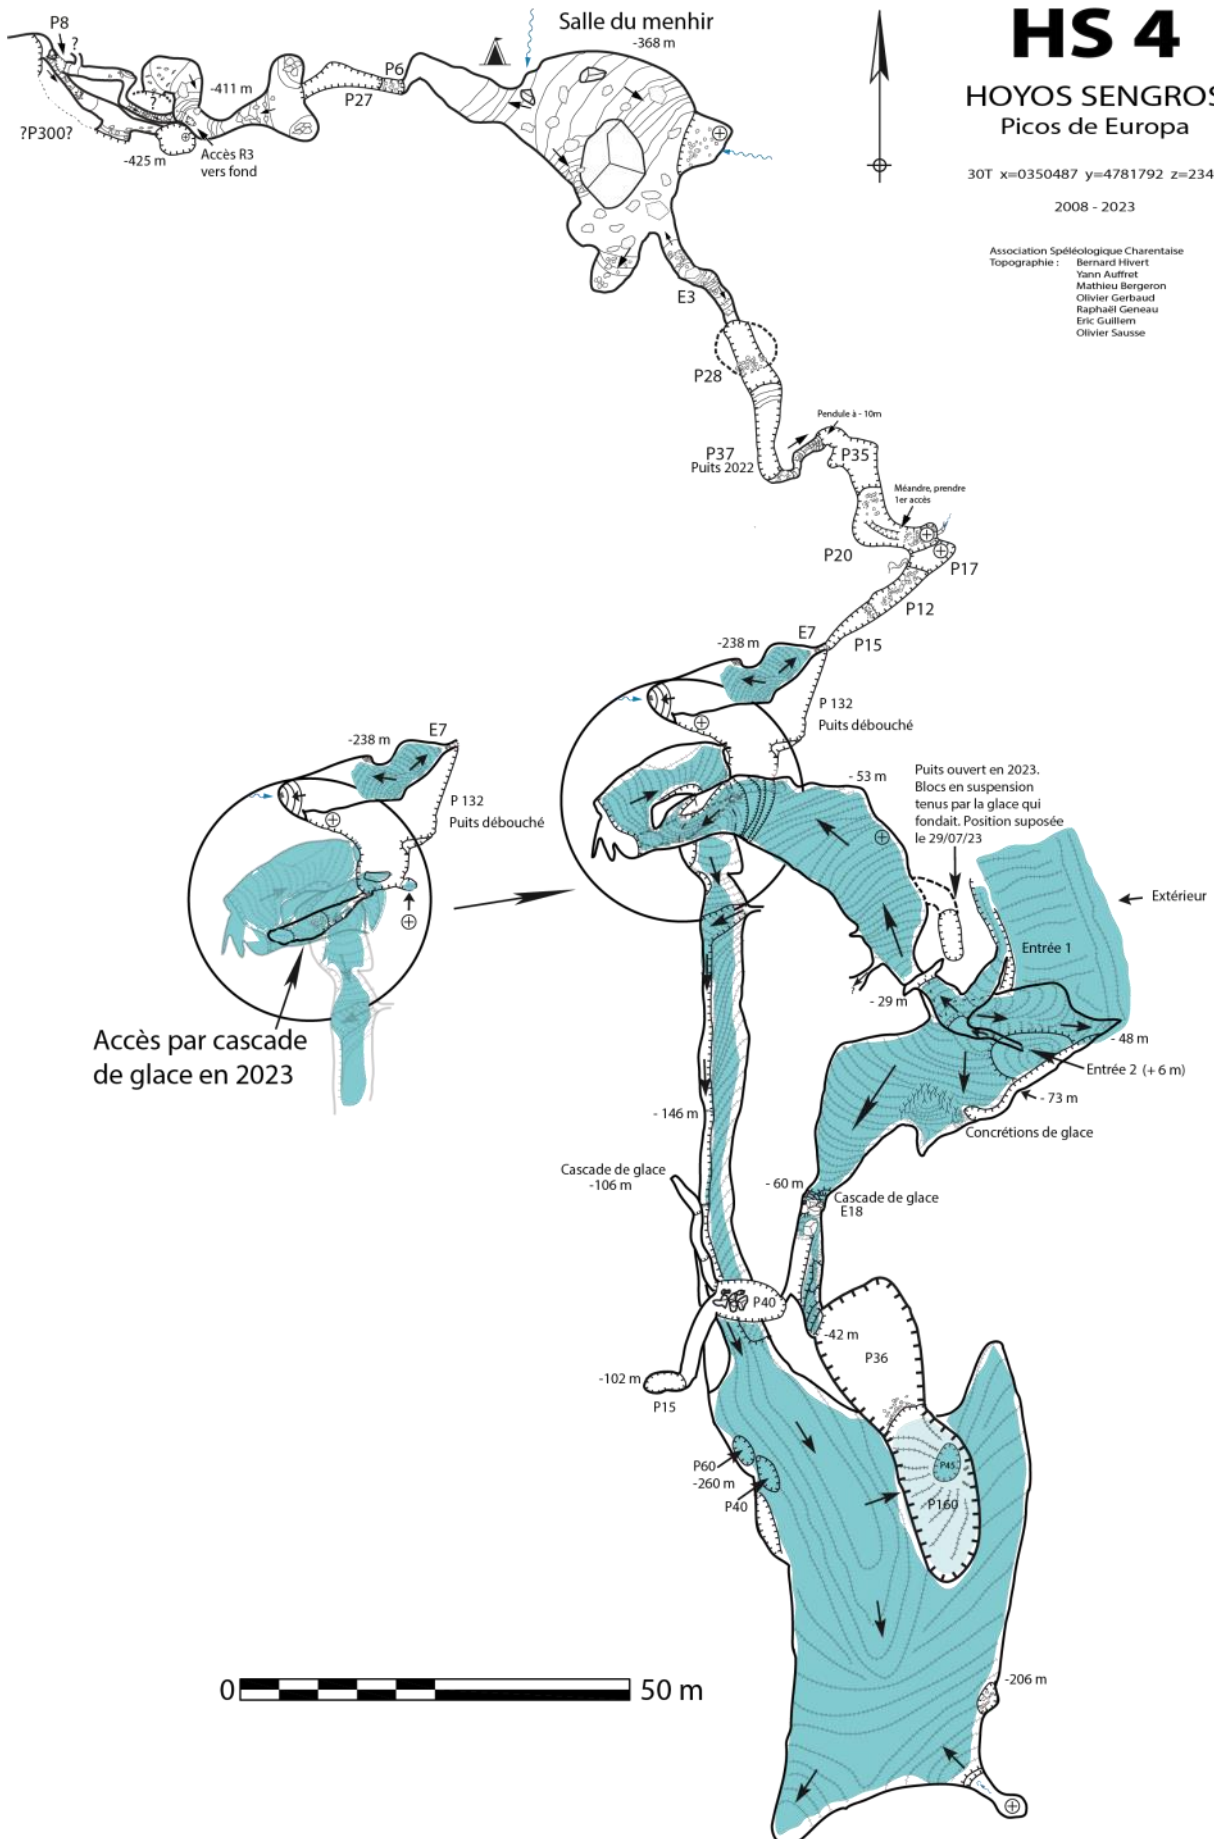 HS 4
HOYOS SENGROS
Picos de Europa
30T x=0350487 y=4781792 z=234
2008 - 2023
Association Spéléologique Charentaise
Topographie : Bernard Hivert
Yann Auffret
Mathieu Bergeron
Olivier Gerbaud
Raphaël Geneau
Eric Guillem
Olivier Sausse
P8
?
?
?P300?
-425 m
-411 m
Accès R3
vers fond
P27
P6
Salle du menhir
-368 m
E3
P28
P37
Puits 2022
Pendule à - 10m
P35
Méandre, prendre
1er accès
P20
P17
P12
P15
E7
-238 m
P 132
Puits débouché
E7
-238 m
P 132
Puits débouché
Accès par cascade
de glace en 2023
- 53 m
Puits ouvert en 2023.
Blocs en suspension
tenus par la glace qui
fondait. Position suposée
le 29/07/23
Extérieur
Entrée 1
- 29 m
- 48 m
Entrée 2 (+ 6 m)
- 73 m
Concrétions de glace
- 146 m
Cascade de glace
-106 m
- 60 m
Cascade de glace
E18
P40
-42 m
P36
-102 m
P15
P60
-260 m
P40
P45
P160
-206 m
0 50 m